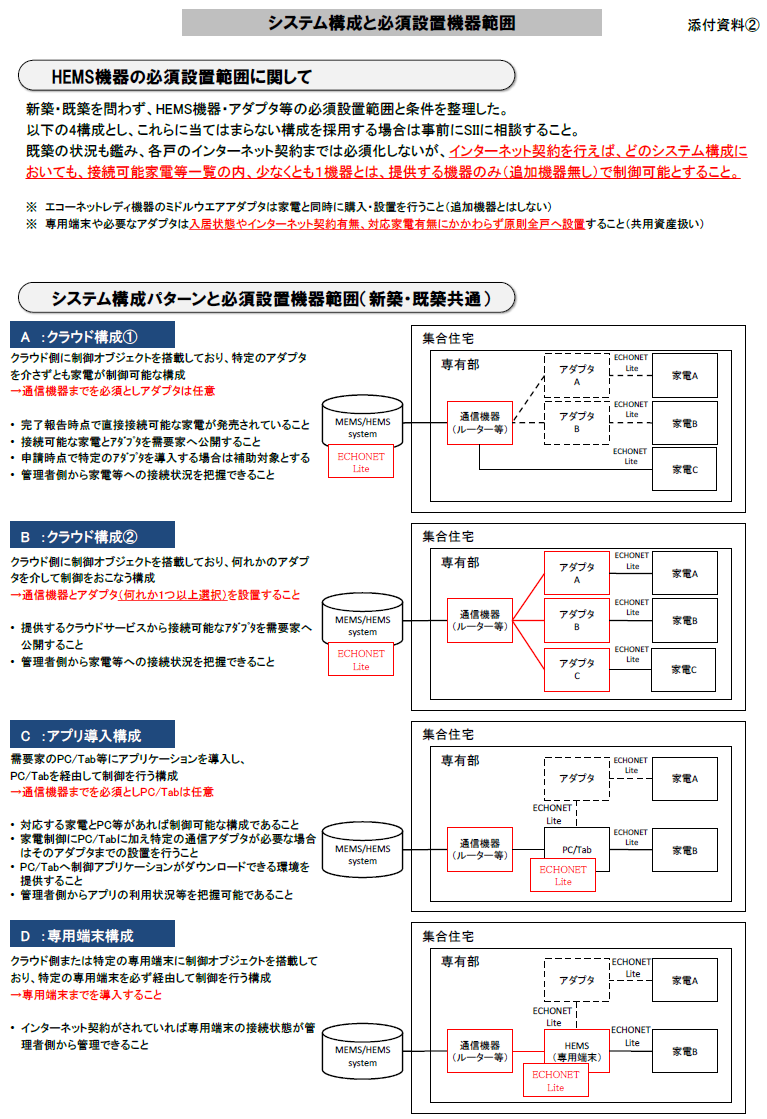 システム構成と必須設置機器範囲
添付資料②
HEMS機器の必須設置範囲に関して
新築・既築を問わず、HEMS機器・アダプタ等の必須設置範囲と条件を整理した。
以下の4構成とし、これらに当てはまらない構成を採用する場合は事前にSIIに相談すること。
既築の状況も鑑み、各戸のインターネット契約までは必須化しないが、インターネット契約を行えば、どのシステム構成に
おいても、接続可能家電等一覧の内、少なくとも1機器とは、提供する機器のみ（追加機器無し）で制御可能とすること。
※ エコーネットレディ機器のミドルウエアアダプタは家電と同時に購入・設置を行うこと（追加機器とはしない）
※ 専用端末や必要なアダプタは入居状態やインターネット契約有無、対応家電有無にかかわらず原則全戸へ設置すること（共用資産扱い）
システム構成パターンと必須設置機器範囲（新築・既築共通）
A ：クラウド構成①
クラウド側に制御オブジェクトを搭載しており、特定のアダプタ
を介さずとも家電が制御可能な構成
→通信機器までを必須としアダプタは任意
• 完了報告時点で直接接続可能な家電が発売されていること
• 接続可能な家電とアダプタを需要家へ公開すること
• 申請時点で特定のアダプタを導入する場合は補助対象とする
• 管理者側から家電等への接続状況を把握できること
MEMS/HEMS
system
ECHONET
Lite
集合住宅
専有部
通信機器
（ルーター等）
アダプタ
A
ECHONET
Lite
家電A
アダプタ
B
ECHONET
Lite
家電B
ECHONET
Lite
家電C
B ：クラウド構成②
クラウド側に制御オブジェクトを搭載しており、何れかのアダプ
タを介して制御をおこなう構成
→通信機器とアダプタ（何れか1つ以上選択）を設置すること
• 提供するクラウドサービスから接続可能なアダプタを需要家へ
公開すること
• 管理者側から家電等への接続状況を把握できること
MEMS/HEMS
system
ECHONET
Lite
集合住宅
専有部
通信機器
（ルーター等）
アダプタ
A
ECHONET
Lite
家電A
アダプタ
B
ECHONET
Lite
家電B
アダプタ
C
ECHONET
Lite
家電C
C ：アプリ導入構成
需要家のPC/Tab等にアプリケーションを導入し、
PC/Tabを経由して制御を行う構成
→通信機器までを必須としPC/Tabは任意
• 対応する家電とPC等があれば制御可能な構成であること
• 家電制御にPC/Tabに加え特定の通信アダプタが必要な場合
はそのアダプタまでの設置を行うこと
• PC/Tabへ制御アプリケーションがダウンロードできる環境を
提供すること
• 管理者側からアプリの利用状況等を把握可能であること
MEMS/HEMS
system
集合住宅
専有部
通信機器
（ルーター等）
アダプタ
ECHONET
Lite
家電A
ECHONET
Lite
PC/Tab
ECHONET
Lite
ECHONET
Lite
家電B
D ：専用端末構成
クラウド側または特定の専用端末に制御オブジェクトを搭載して
おり、特定の専用端末を必ず経由して制御を行う構成
→専用端末までを導入すること
• インターネット契約がされていれば専用端末の接続状態が管
理者側から管理できること
MEMS/HEMS
system
集合住宅
専有部
通信機器
（ルーター等）
アダプタ
ECHONET
Lite
家電A
ECHONET
Lite
HEMS
（専用端末）
ECHONET
Lite
ECHONET
Lite
家電B